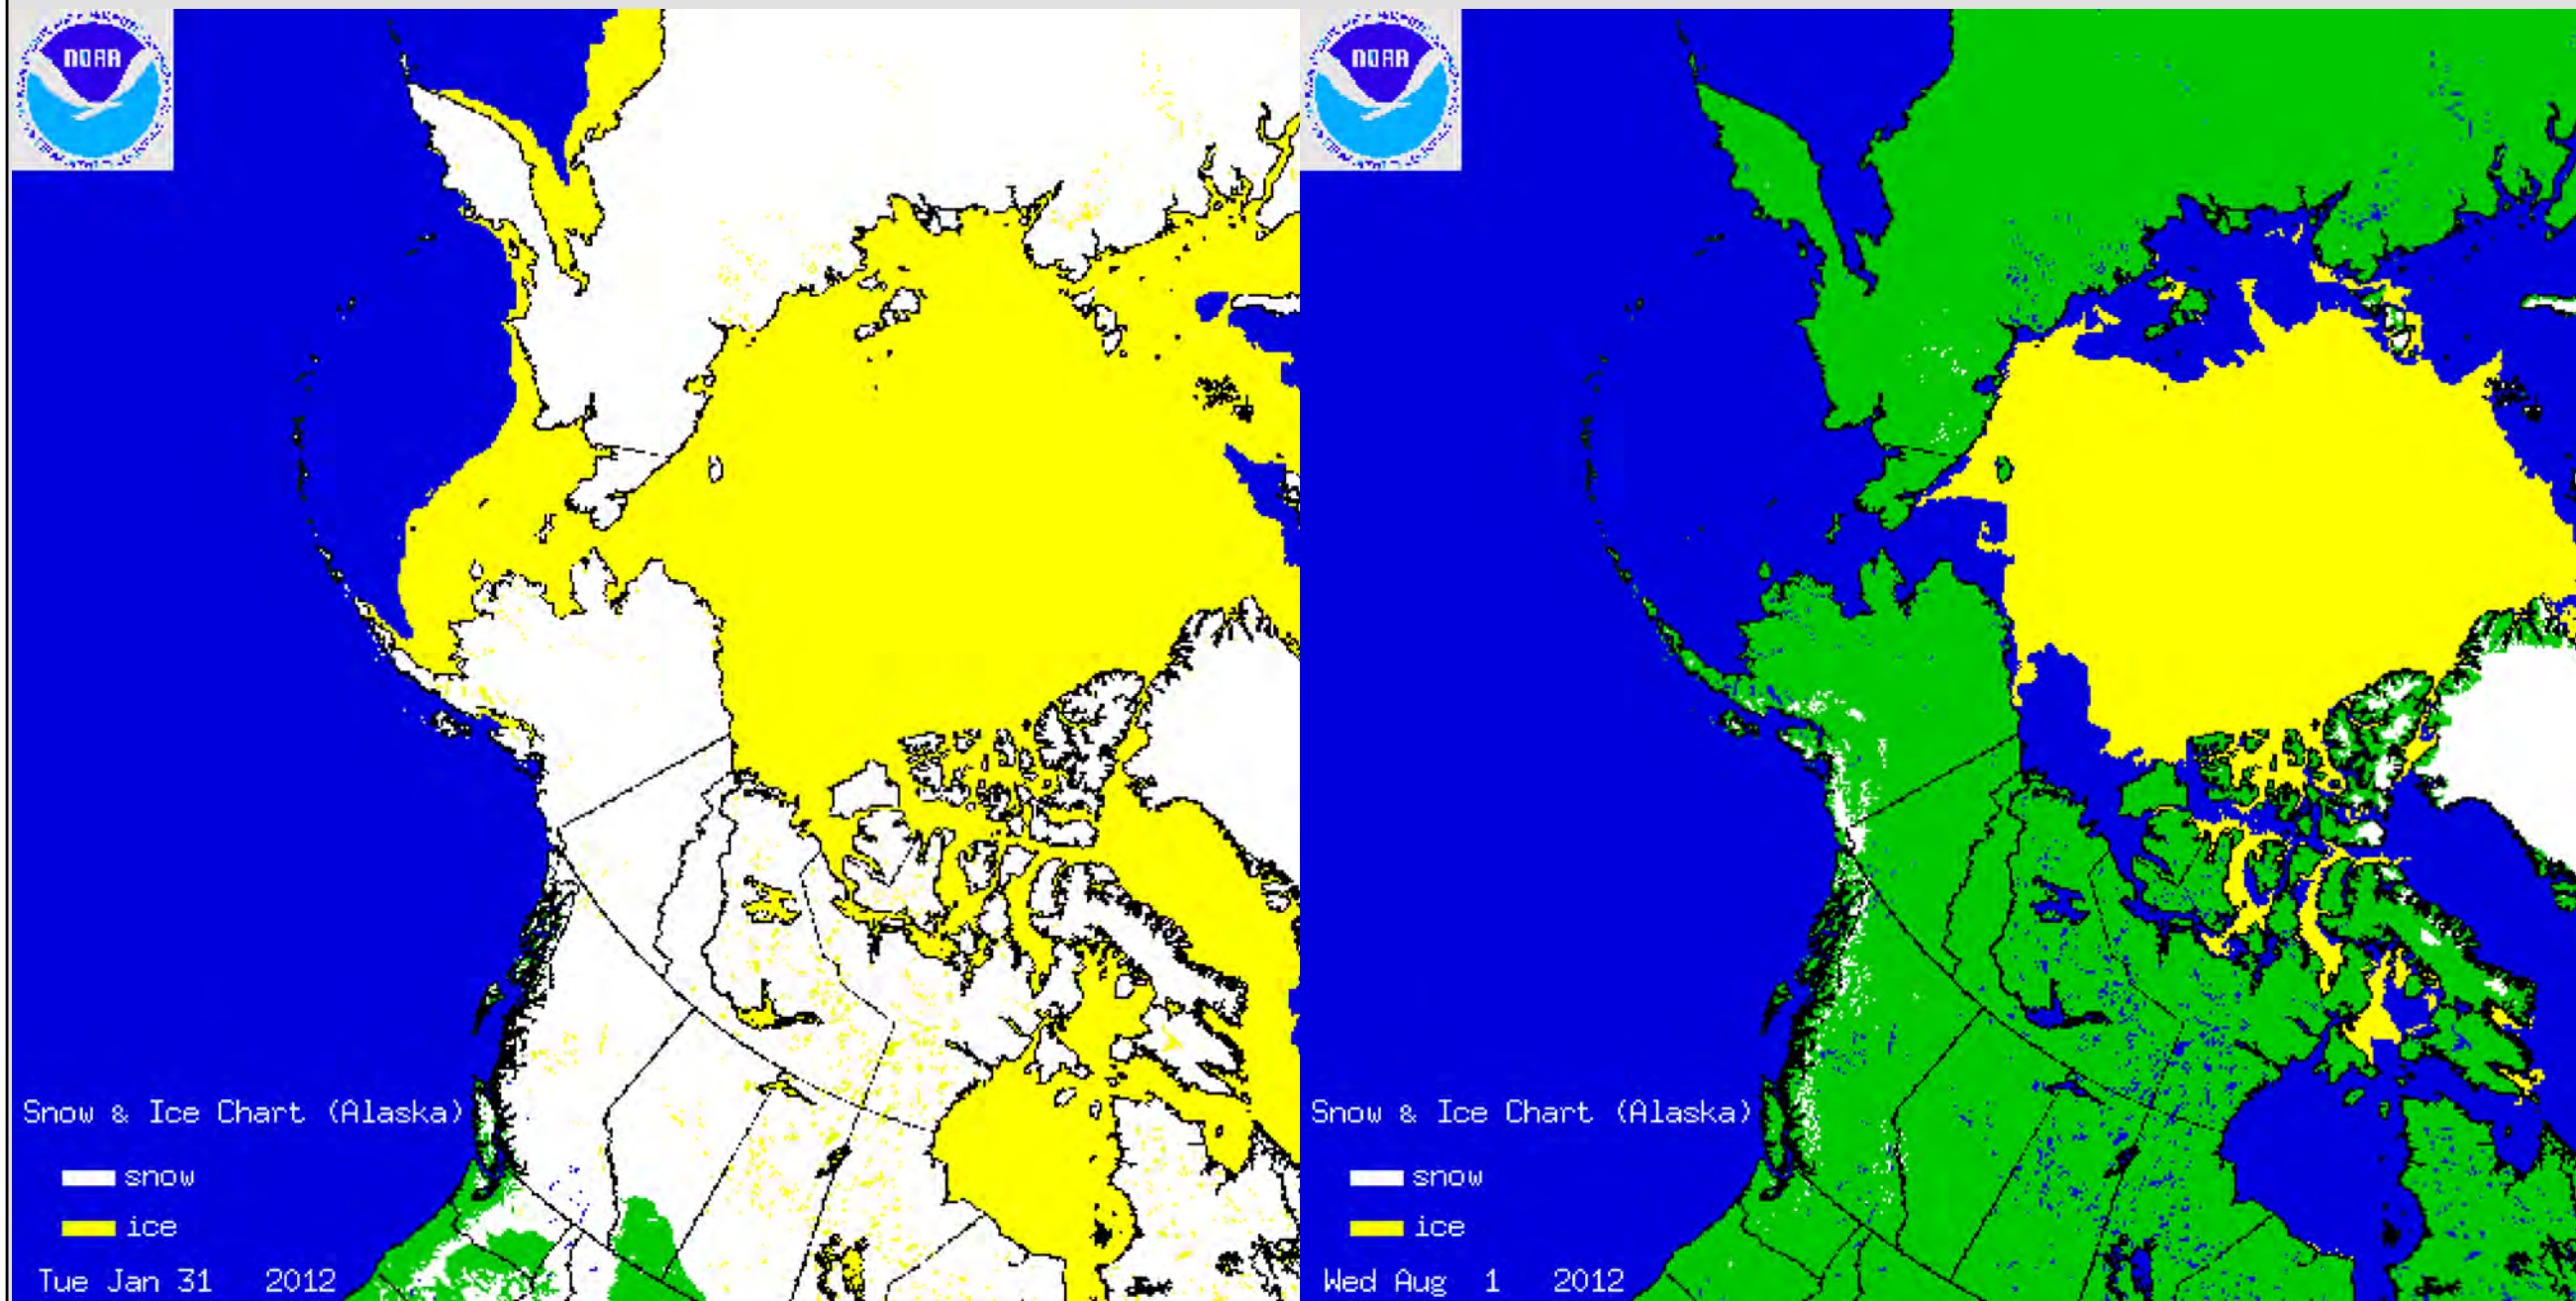 NOAA
Snow & Ice Chart (Alaska)
snow
ice
Tue Jan 31 2012
NOAA
Snow & Ice Chart (Alaska)
snow
ice
Wed Aug 1 2012